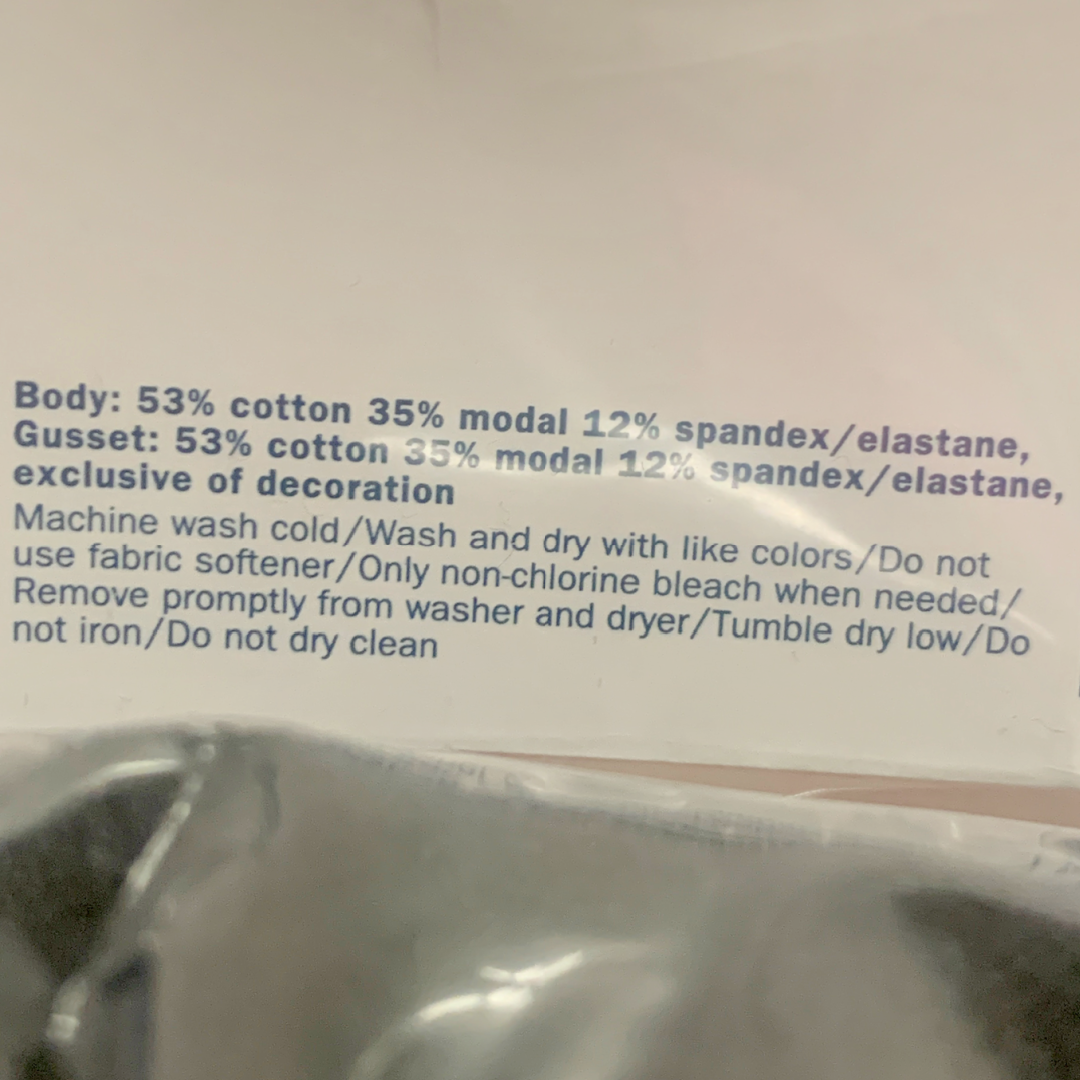 Body: 53% cotton 35% modal 12% spandex/elastane,
Gusset: 53% cotton 35% modal 12% spandex/elastane,
exclusive of decoration
Machine wash cold/Wash and dry with like colors/Do not
use fabric softener/Only non-chlorine bleach when needed/
Remove promptly from washer and dryer/Tumble dry low/Do
not iron/Do not dry clean